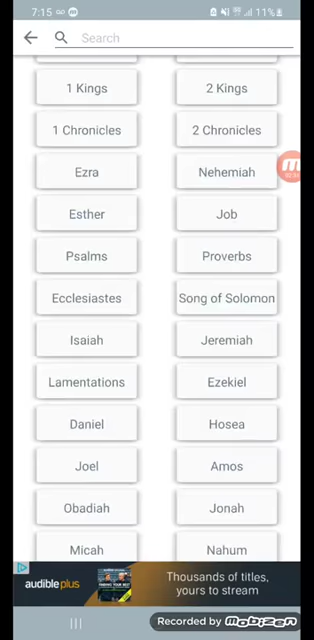 7:15
11%
Search
1 Kings
2 Kings
1 Chronicles
2 Chronicles
Ezra
Nehemiah
Esther
Job
Psalms
Proverbs
Ecclesiastes
Song of Solomon
Isaiah
Jeremiah
Lamentations
Ezekiel
Daniel
Hosea
Joel
Amos
Obadiah
Jonah
Micah
Nahum
audible plus
Thousands of titles,
yours to stream
Recorded by mobizen